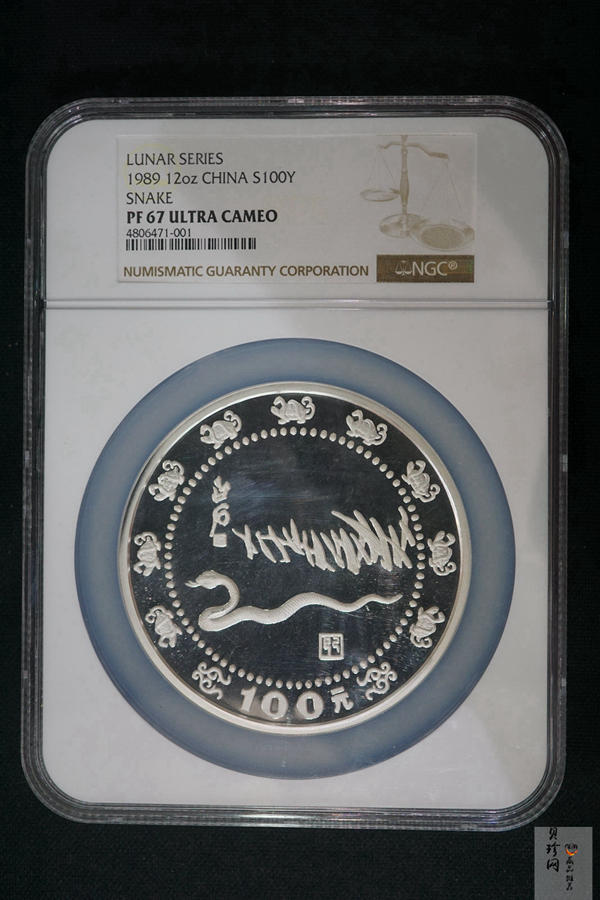 LUNAR SERIES
1989 12oz CHINA S100Y
SNAKE
PF 67 ULTRA CAMEO
4806471-001
NUMISMATIC GUARANTY CORPORATION
NGC®
100元
贝珍网